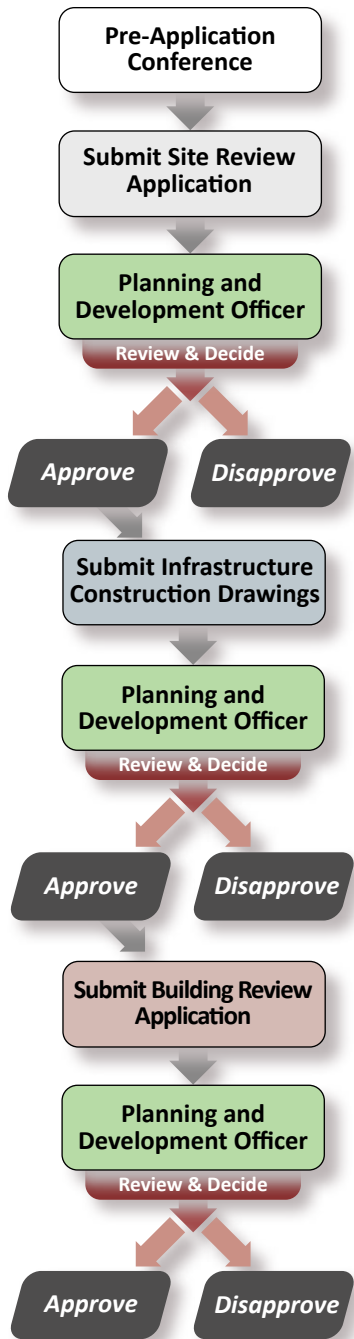 Pre-Application
Conference
Submit Site Review
Application
Planning and
Development Officer
Review & Decide
Approve
Disapprove
Submit Infrastructure
Construction Drawings
Planning and
Development Officer
Review & Decide
Approve
Disapprove
Submit Building Review
Application
Planning and
Development Officer
Review & Decide
Approve
Disapprove